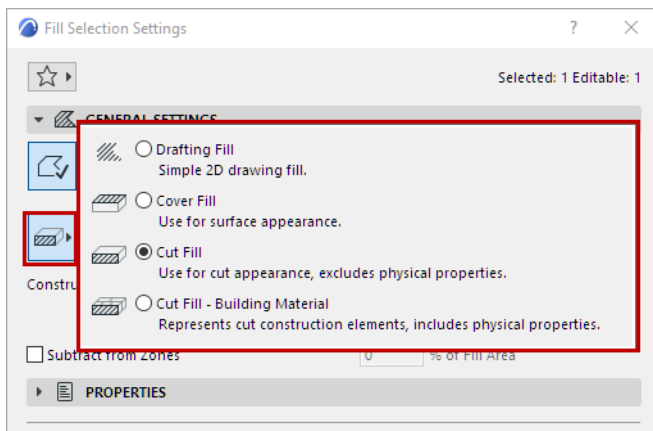 Fill Selection Settings
?
Selected: 1 Editable: 1
GENERAL SETTINGS
Drafting Fill
Simple 2D drawing fill.
Cover Fill
Use for surface appearance.
Cut Fill
Use for cut appearance, excludes physical properties.
Constru
Cut Fill - Building Material
Represents cut construction elements, includes physical properties.
Subtract from Zones
0
% of Fill Area
PROPERTIES